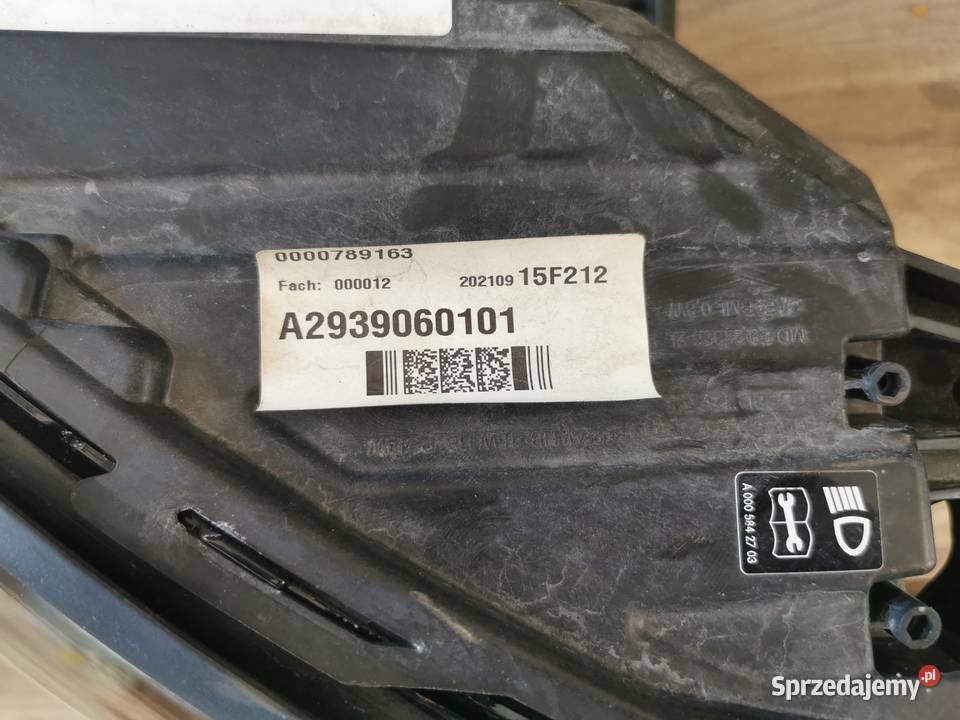 0000789163
Fach: 000012 202109 15F212
A2939060101
A 000 584 27 03
Sprzedajemy.pl